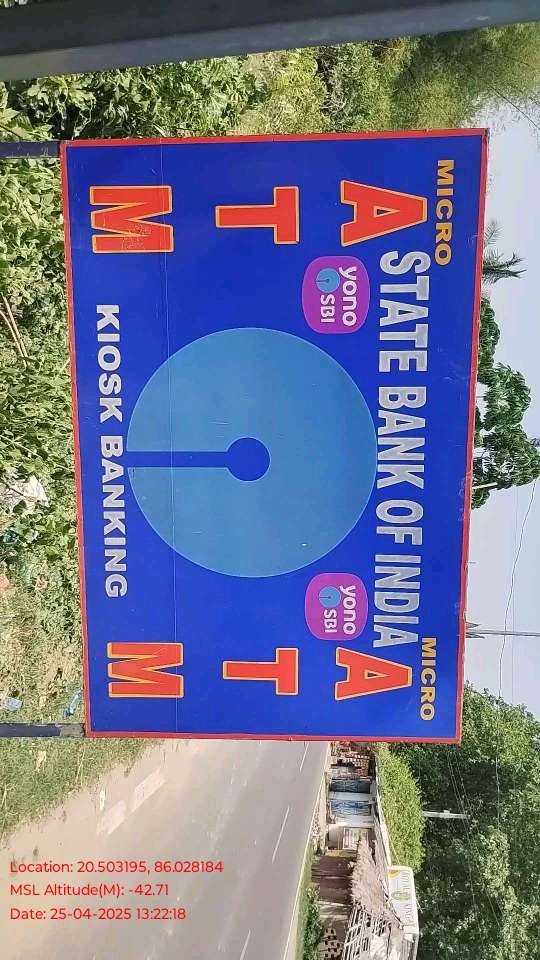 MICRO
MICRO
STATE BANK OF INDIA
A
T
M
yono
SBI
yono
SBI
A
T
M
KIOSK BANKING
Location: 20.503195, 86.028184
MSL Altitude(M): -42.71
Date: 25-04-2025 13:22:18